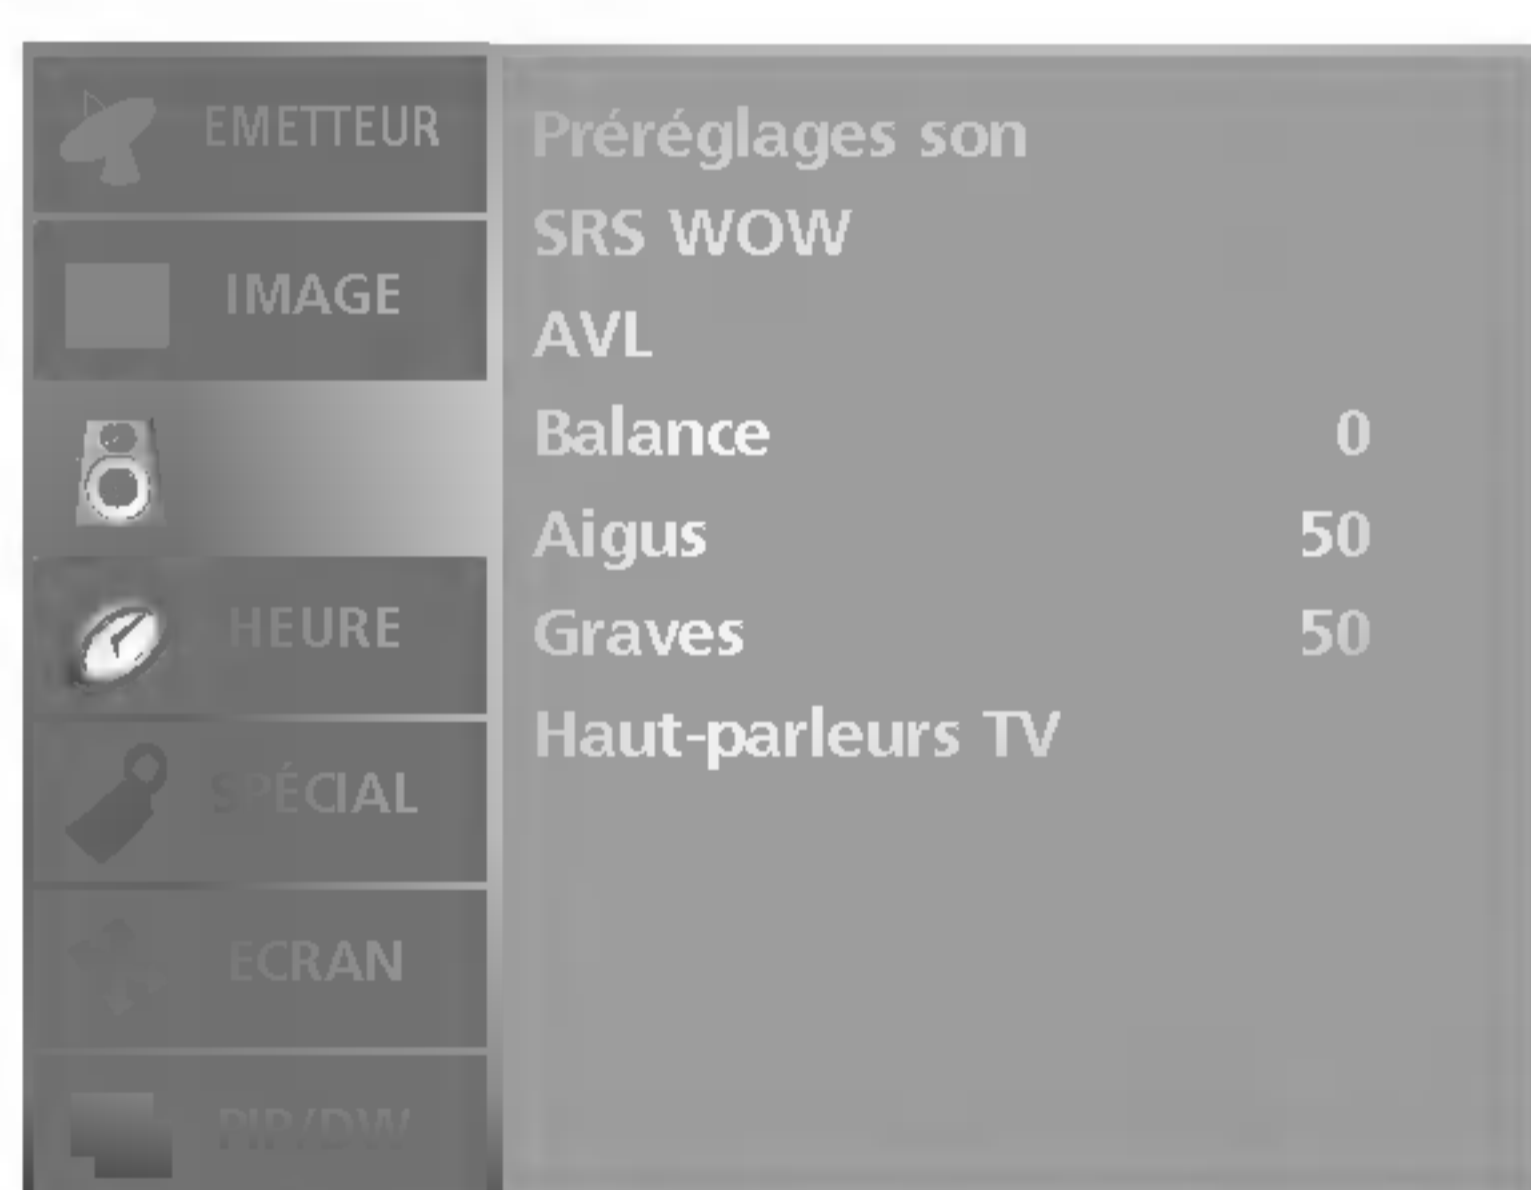 EMETTEUR
IMAGE
HEURE
SPÉCIAL
ECRAN
PIP/DW
Préréglages son
SRS WOW
AVL
Balance 0
Aigus 50
Graves 50
Haut-parleurs TV